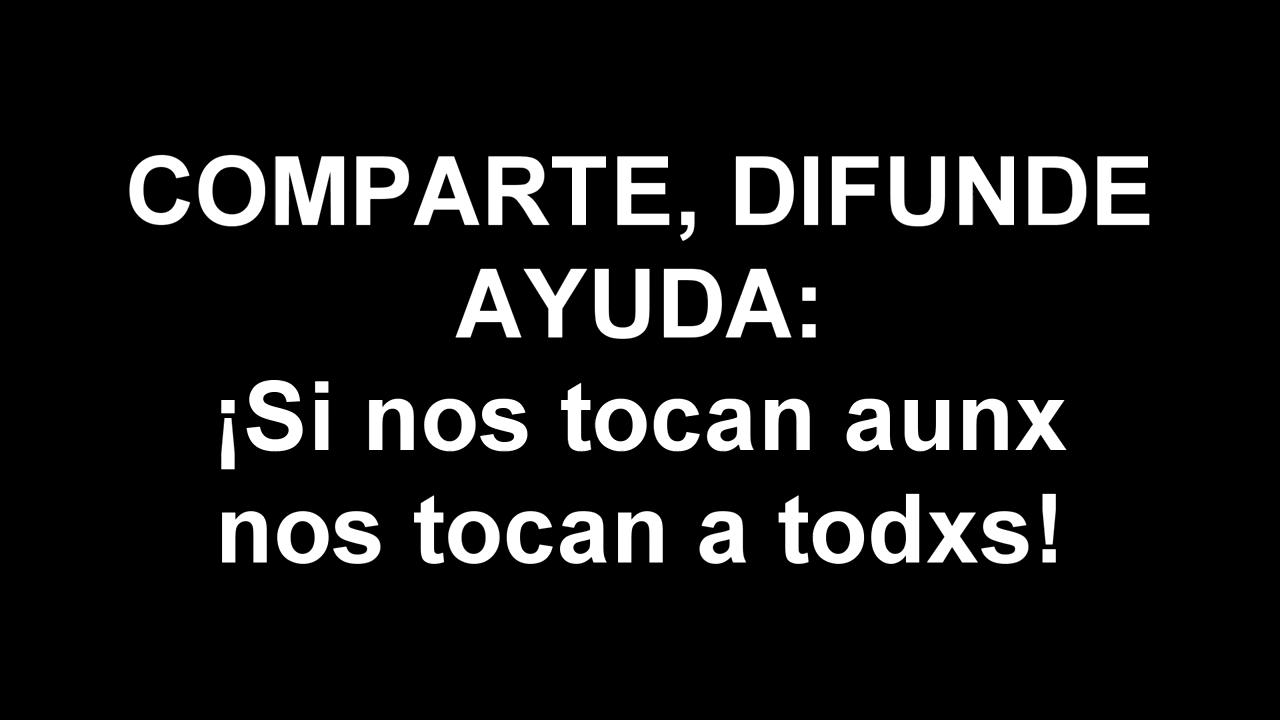 COMPARTE, DIFUNDE
AYUDA:
¡Si nos tocan aunx
nos tocan a todxs!